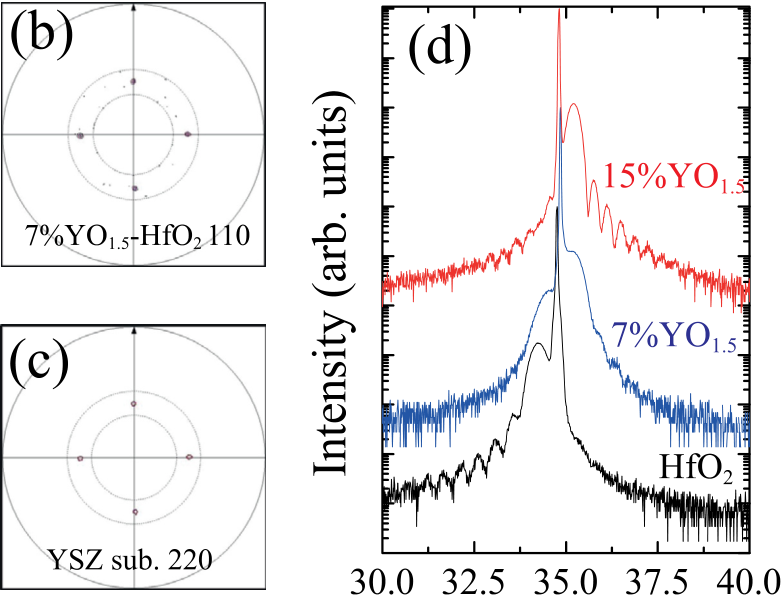 (b)
7%YO1.5-HfO2 110
(c)
YSZ sub. 220
(d)
Intensity (arb. units)
15%YO1.5
7%YO1.5
HfO2
30.0 32.5 35.0 37.5 40.0